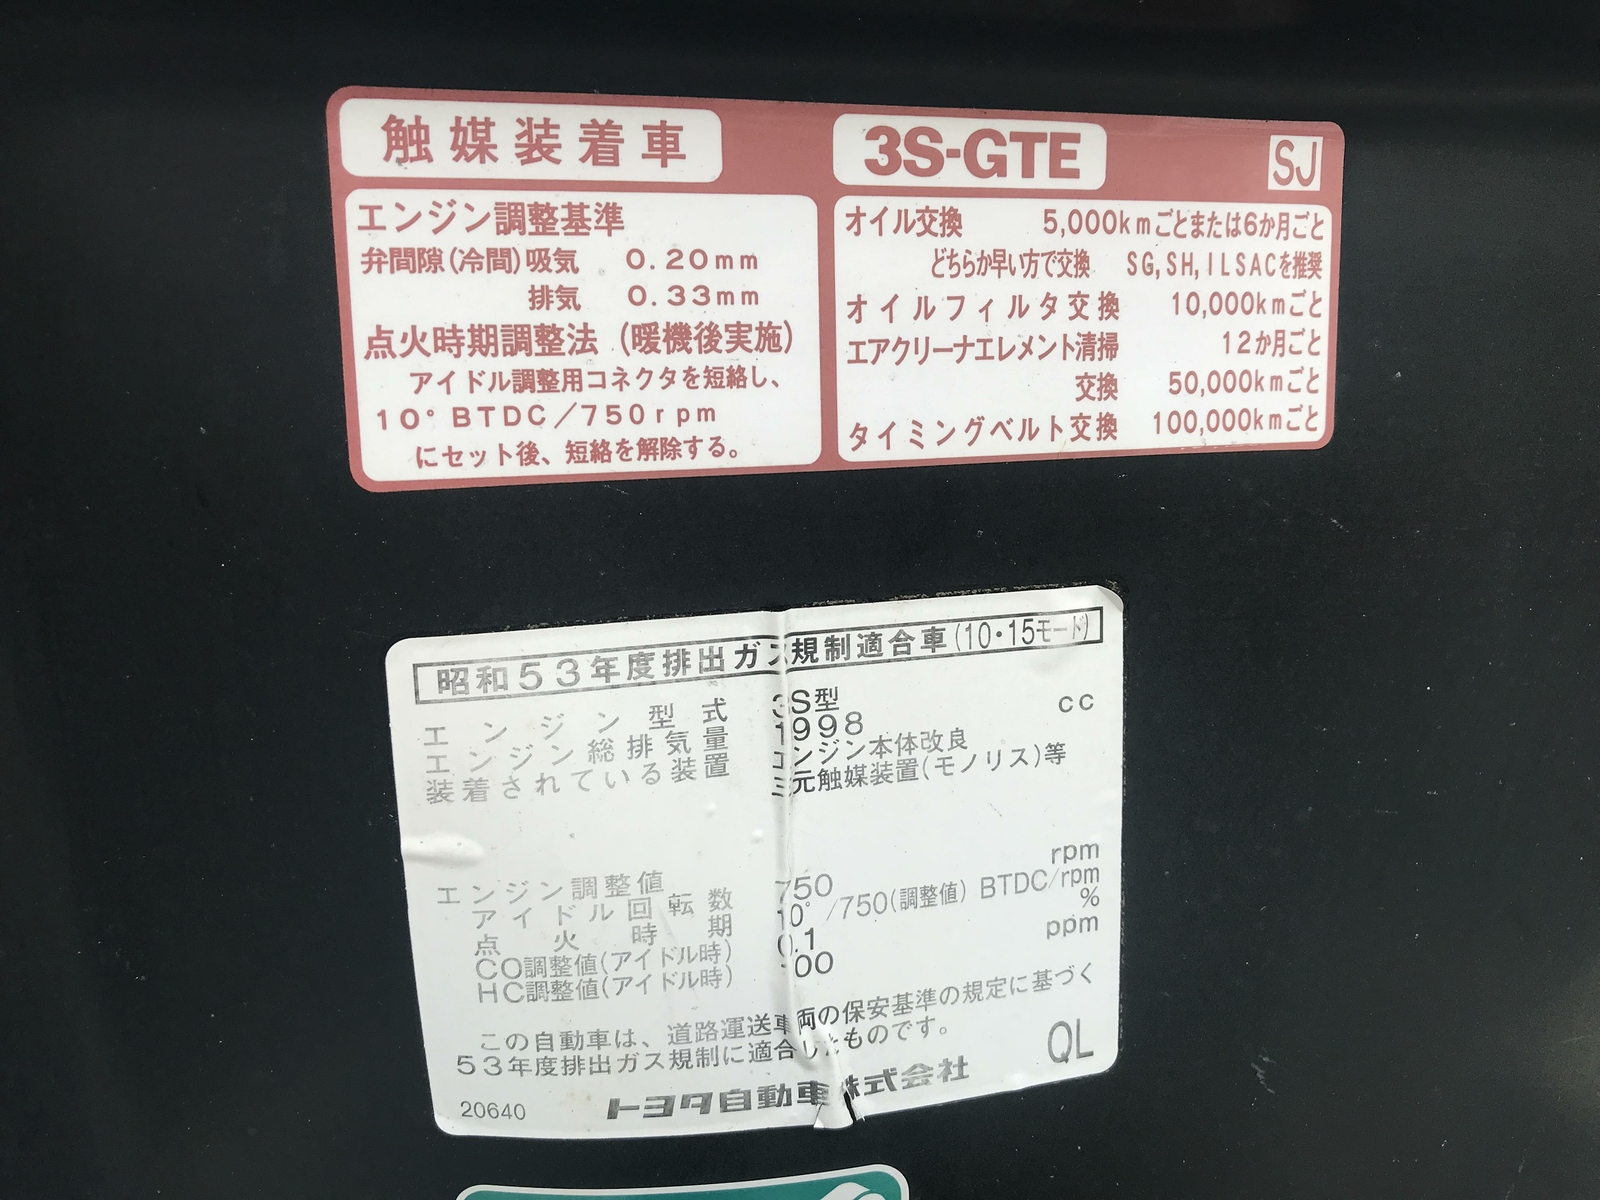 触媒装着車
3S-GTE
SJ
エンジン調整基準
弁間隙(冷間)吸気 0.20mm
排気 0.33mm
点火時期調整法(暖機後実施)
アイドル調整用コネクタを短絡し、
10°BTDC/750rpm
にセット後、短絡を解除する。
オイル交換 5,000kmごとまたは6か月ごと
どちらか早い方で交換 SG,SH,ILSACを推奨
オイルフィルタ交換 10,000kmごと
エアクリーナエレメント清掃 12か月ごと
交換 50,000kmごと
タイミングベルト交換 100,000kmごと
昭和53年度排出ガス規制適合車(10・15モード)
エンジン型式 3S型
エンジン総排気量 1998 cc
装着されている装置 エンジン本体改良
三元触媒装置(モノリス)等
エンジン調整値
アイドル回転数 750 rpm
点火時期 10°/750(調整値) BTDC/rpm
CO調整値(アイドル時) 0.1 %
HC調整値(アイドル時) 00 ppm
この自動車は、道路運送車両の保安基準の規定に基づく
53年度排出ガス規制に適合したものです。
QL
20640 トヨタ自動車株式会社